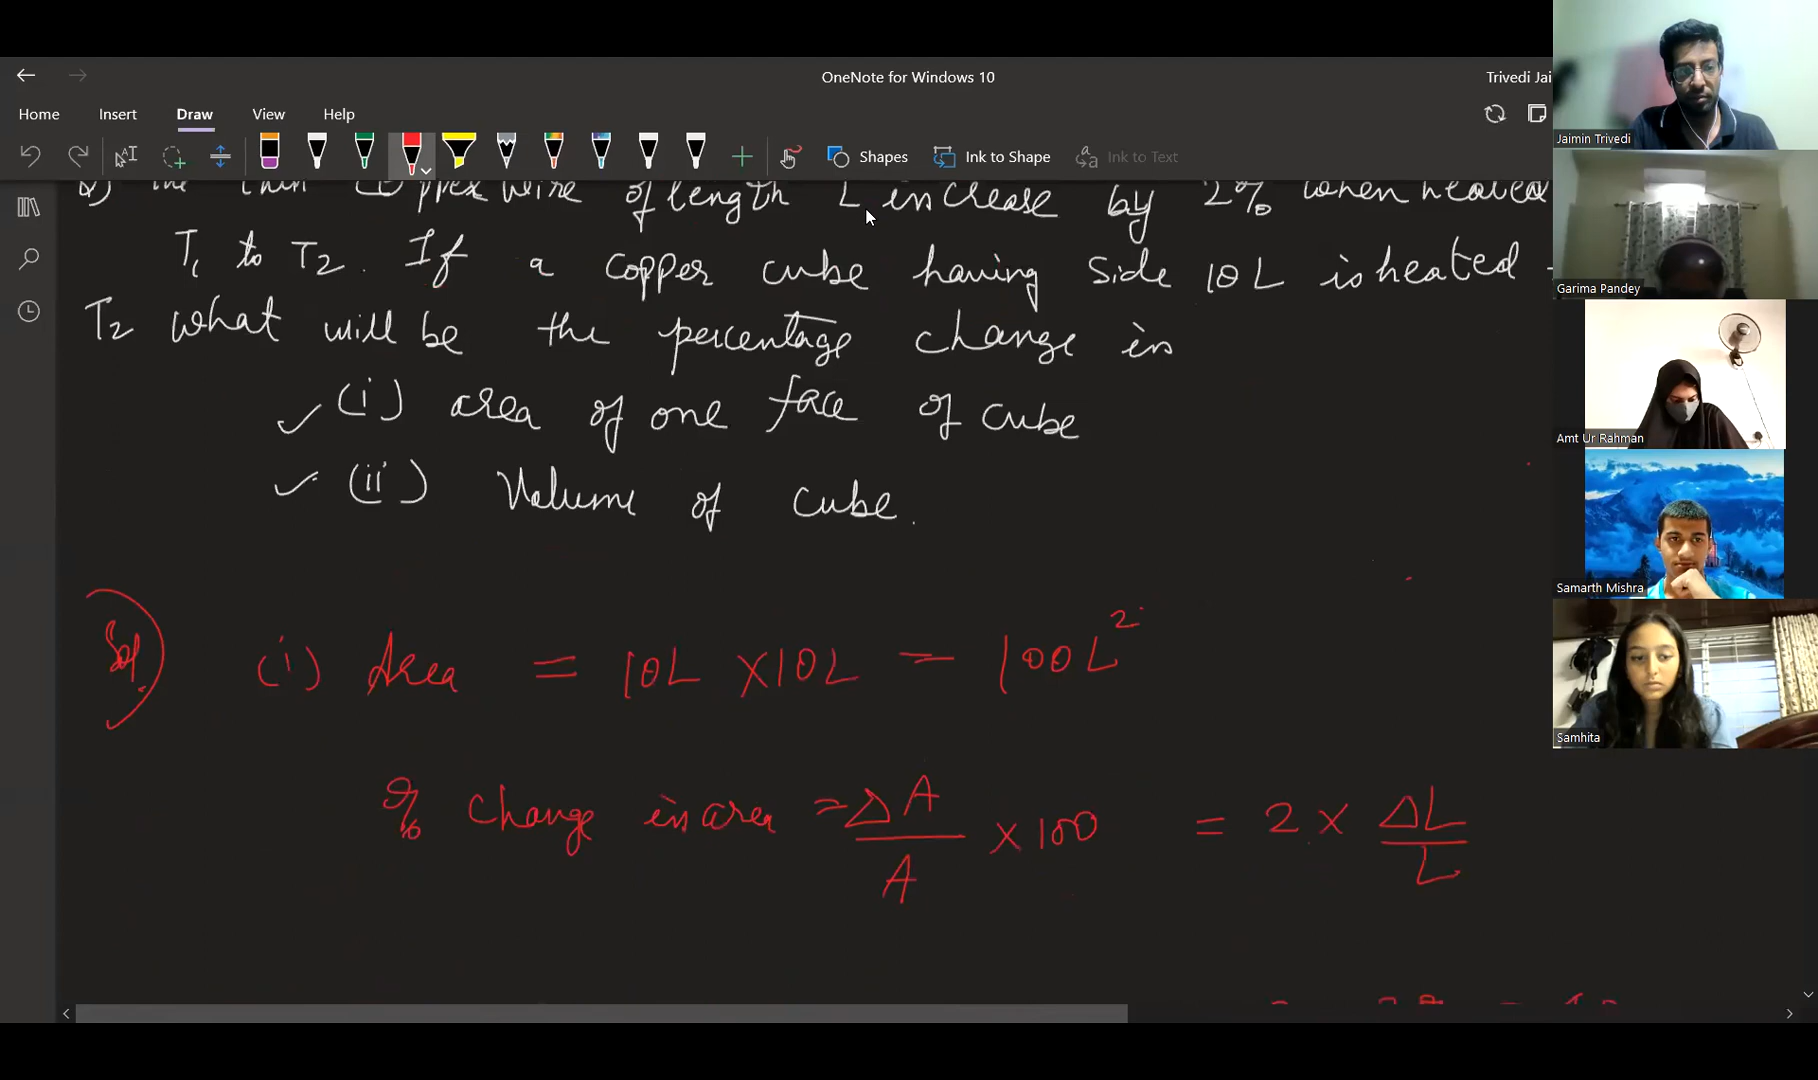 OneNote for Windows 10
Trivedi Jai
Home Insert Draw View Help
Shapes Ink to Shape Ink to Text
Q) the thin Copper wire of length L increase by 2% when heated
T1 to T2. If a copper cube having side 10L is heated
T2 what will be the percentage change in
✓ (i) area of one face of cube
✓ (ii) Volume of cube.
Sol. (i) Area = 10L × 10L = 100L²
% change in area = ΔA/A × 100 = 2 × ΔL/L
Jaimin Trivedi
Garima Pandey
Amt Ur Rahman
Samarth Mishra
Samhita